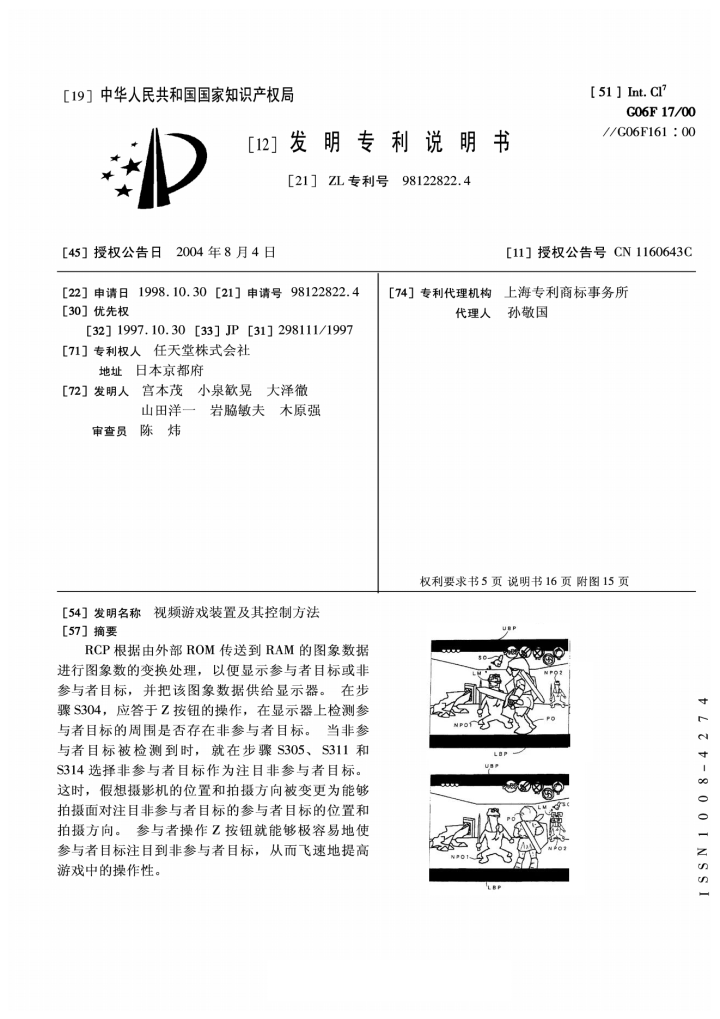 [19] 中华人民共和国国家知识产权局
[51] Int. Cl⁷
G06F 17/00
//G06F161：00
[12] 发明专利说明书
[21] ZL 专利号 98122822.4
[45] 授权公告日 2004 年 8 月 4 日
[11] 授权公告号 CN 1160643C
[22] 申请日 1998.10.30 [21] 申请号 98122822.4
[30] 优先权
[32] 1997.10.30 [33] JP [31] 298111/1997
[71] 专利权人 任天堂株式会社
地址 日本京都府
[72] 发明人 宫本茂 小泉歓晃 大泽徹
山田洋一 岩脇敏夫 木原强
审查员 陈 炜
[74] 专利代理机构 上海专利商标事务所
代理人 孙敬国
权利要求书 5 页 说明书 16 页 附图 15 页
[54] 发明名称 视频游戏装置及其控制方法
[57] 摘要
RCP 根据由外部 ROM 传送到 RAM 的图象数据
进行图象数的变换处理，以便显示参与者目标或非
参与者目标，并把该图象数据供给显示器。 在步
骤 S304，应答于 Z 按钮的操作，在显示器上检测参
与者目标的周围是否存在非参与者目标。 当非参
与者目标被检测到时，就在步骤 S305、S311 和
S314 选择非参与者目标作为注目非参与者目标。
这时，假想摄影机的位置和拍摄方向被变更为能够
拍摄面对注目非参与者目标的参与者目标的位置和
拍摄方向。 参与者操作 Z 按钮就能够极容易地使
参与者目标注目到非参与者目标，从而飞速地提高
游戏中的操作性。
UBP
SO
LM
NPO2
NPO1
PO
LBP
UBP
LM
SO
PO
NPO1
NPO2
LBP
ISSN1008-4274